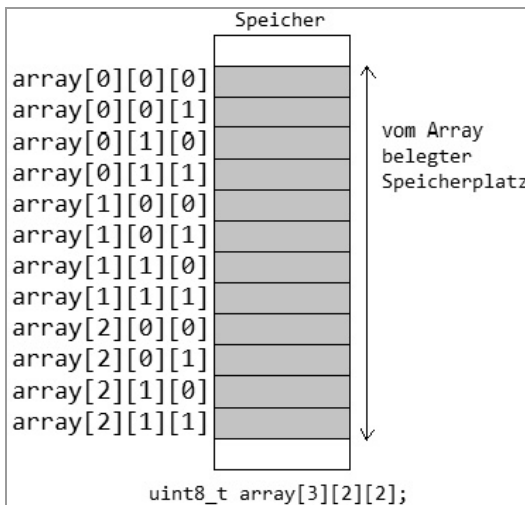 Speicher
array[0][0][0]
array[0][0][1]
array[0][1][0]
array[0][1][1]
array[1][0][0]
array[1][0][1]
array[1][1][0]
array[1][1][1]
array[2][0][0]
array[2][0][1]
array[2][1][0]
array[2][1][1]
vom Array
belegter
Speicherplatz
uint8_t array[3][2][2];